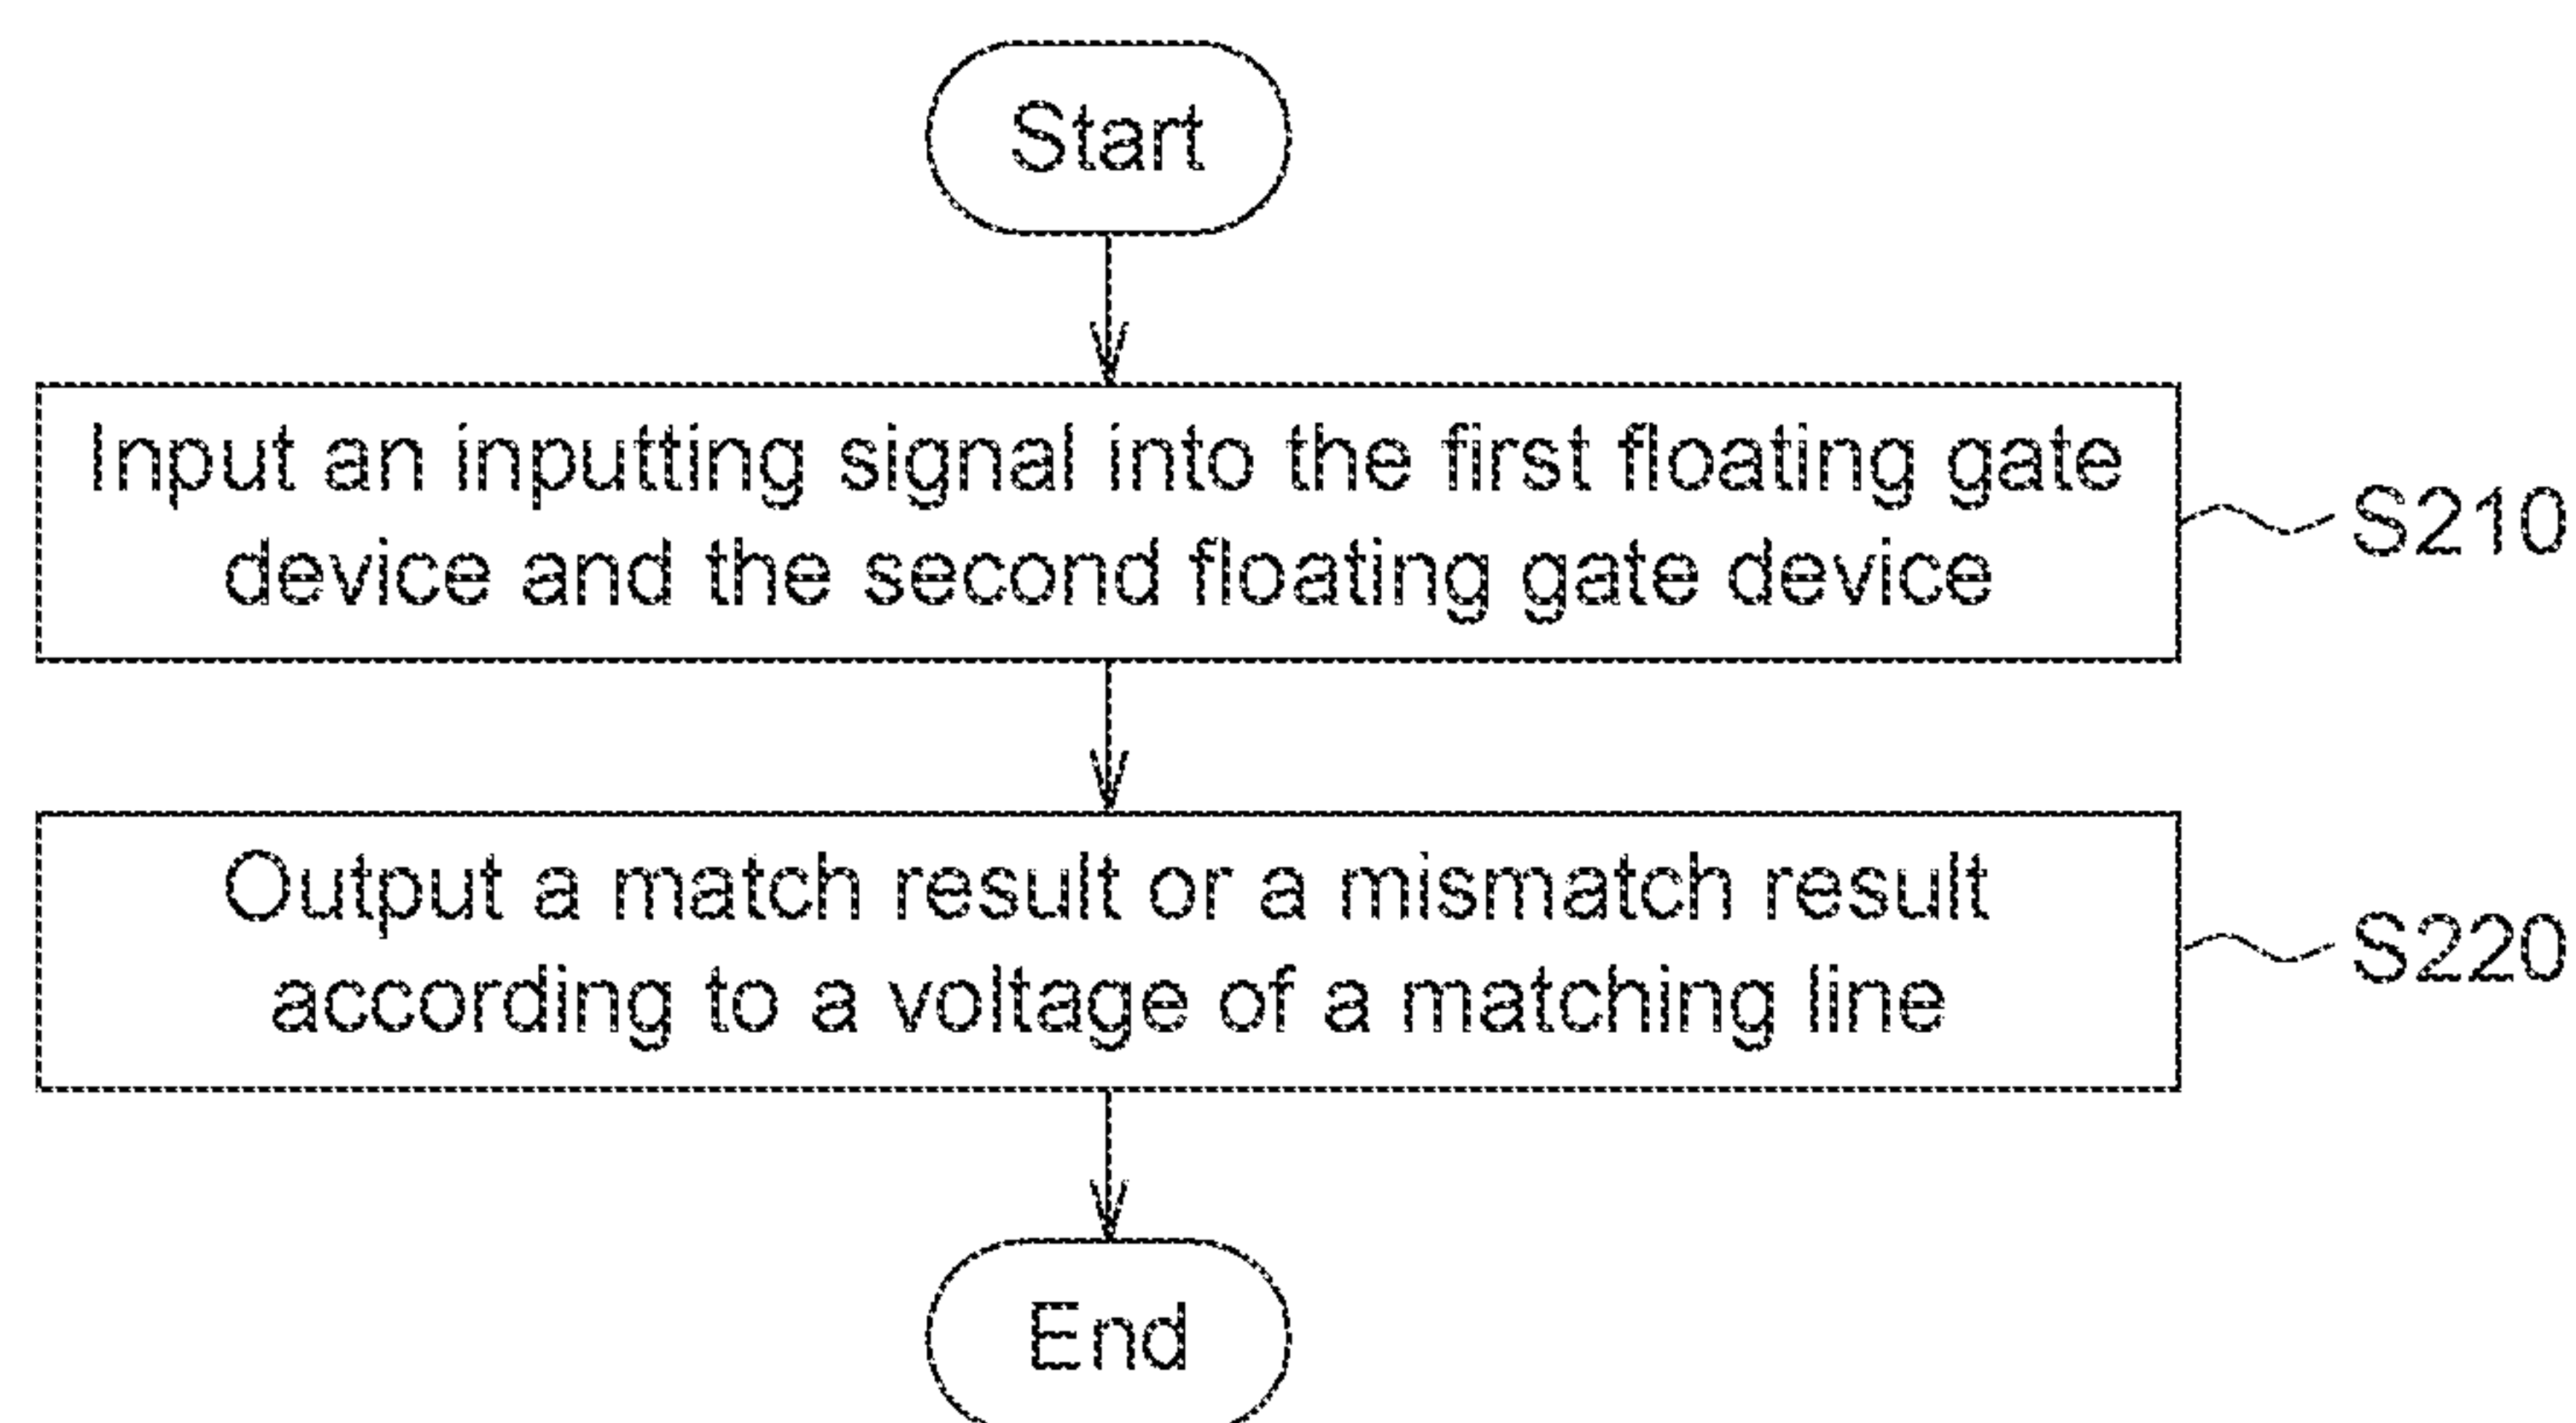 Start
Input an inputting signal into the first floating gate
device and the second floating gate device
S210
Output a match result or a mismatch result
according to a voltage of a matching line
S220
End